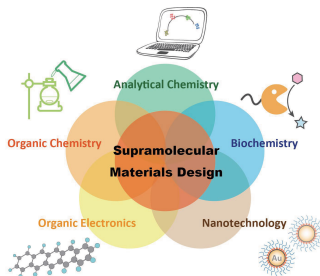 Analytical Chemistry
Organic Chemistry
Biochemistry
Supramolecular
Materials Design
Organic Electronics
Nanotechnology
Au